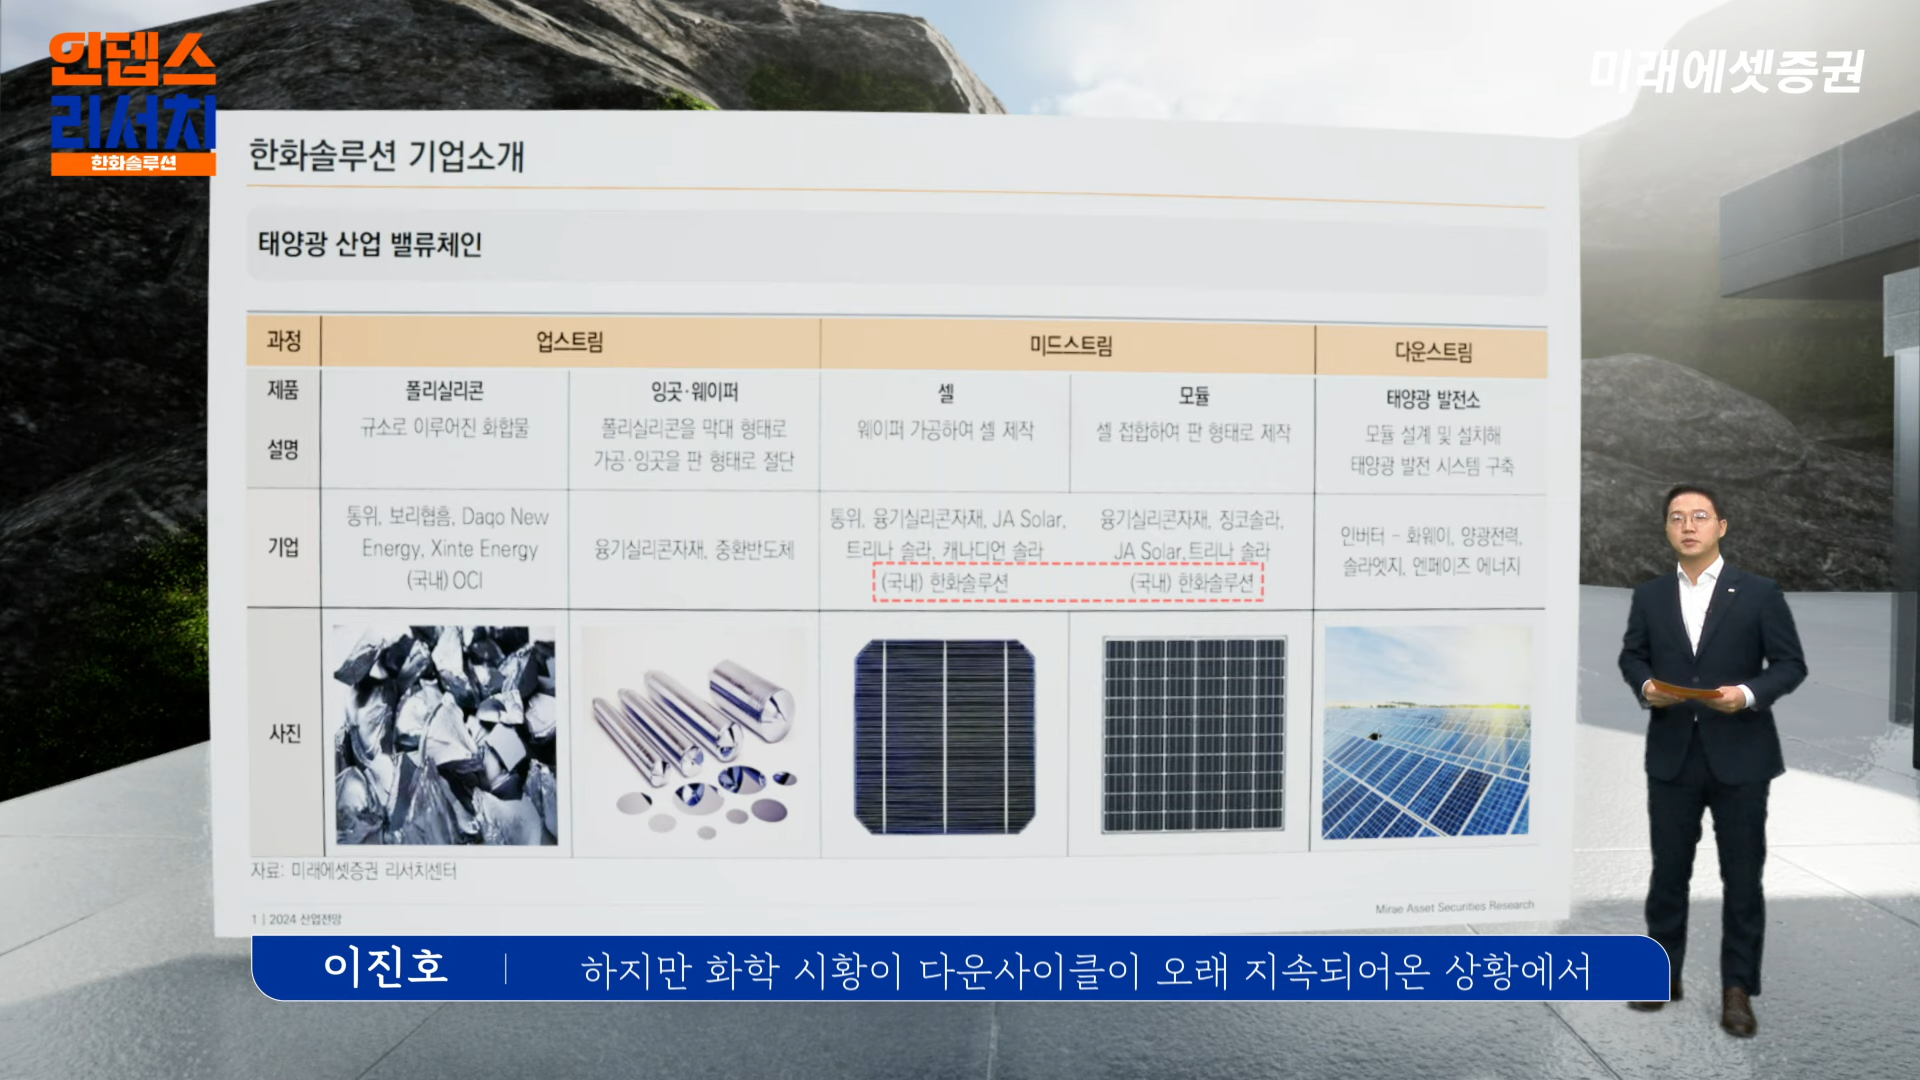 인뎁스
리서치
한화솔루션
미래에셋증권
한화솔루션 기업소개
태양광 산업 밸류체인
과정
업스트림
미드스트림
다운스트림
제품
폴리실리콘
잉곳·웨이퍼
셀
모듈
태양광 발전소
설명
규소로 이루어진 화합물
폴리실리콘을 막대 형태로
가공·잉곳을 판 형태로 절단
웨이퍼 가공하여 셀 제작
셀 접합하여 판 형태로 제작
모듈 설계 및 설치해
태양광 발전 시스템 구축
기업
통위, 보리협흠, Daqo New
Energy, Xinte Energy
(국내) OCI
융기실리콘자재, 중환반도체
통위, 융기실리콘자재, JA Solar,
트리나 솔라, 캐나디언 솔라
(국내) 한화솔루션
융기실리콘자재, 징코솔라,
JA Solar,트리나 솔라
(국내) 한화솔루션
인버터 – 화웨이, 양광전력,
솔라엣지, 엔페이즈 에너지
사진
자료: 미래에셋증권 리서치센터
1 | 2024 산업전망
Mirae Asset Securities Research
이진호 | 하지만 화학 시황이 다운사이클이 오래 지속되어온 상황에서